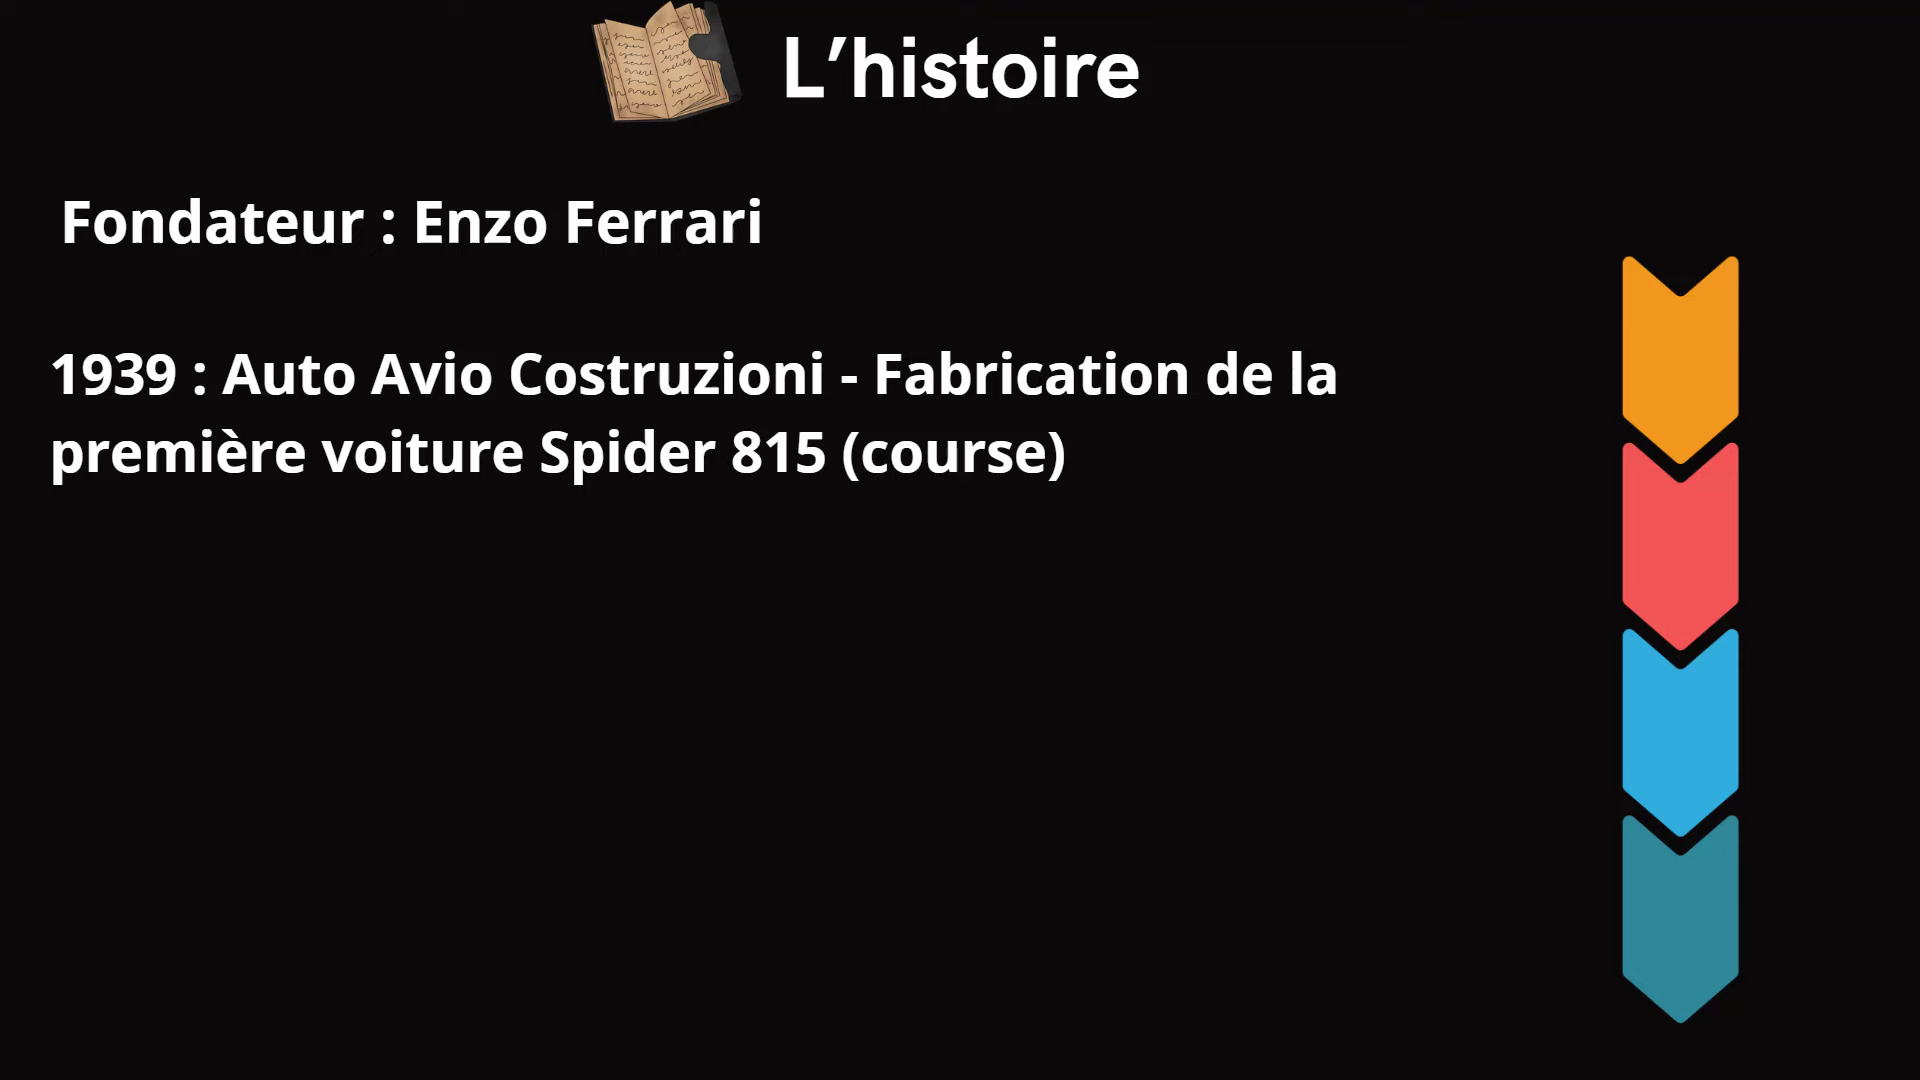 L’histoire
Fondateur : Enzo Ferrari
1939 : Auto Avio Costruzioni - Fabrication de la
première voiture Spider 815 (course)